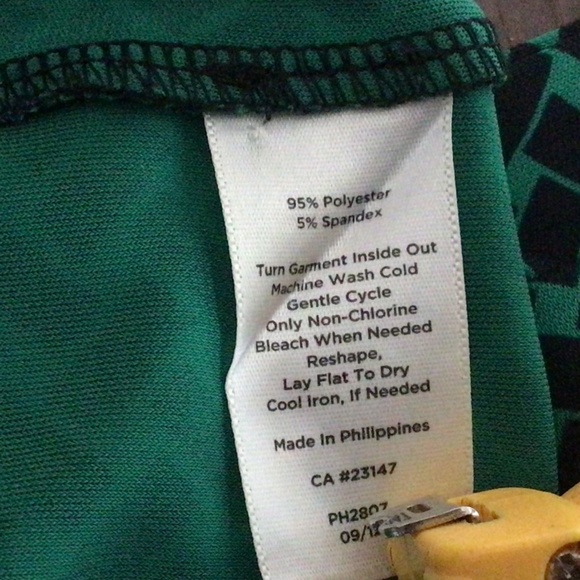 95% Polyester
5% Spandex
Turn Garment Inside Out
Machine Wash Cold
Gentle Cycle
Only Non-Chlorine
Bleach When Needed
Reshape,
Lay Flat To Dry
Cool Iron, If Needed
Made In Philippines
CA #23147
PH2807